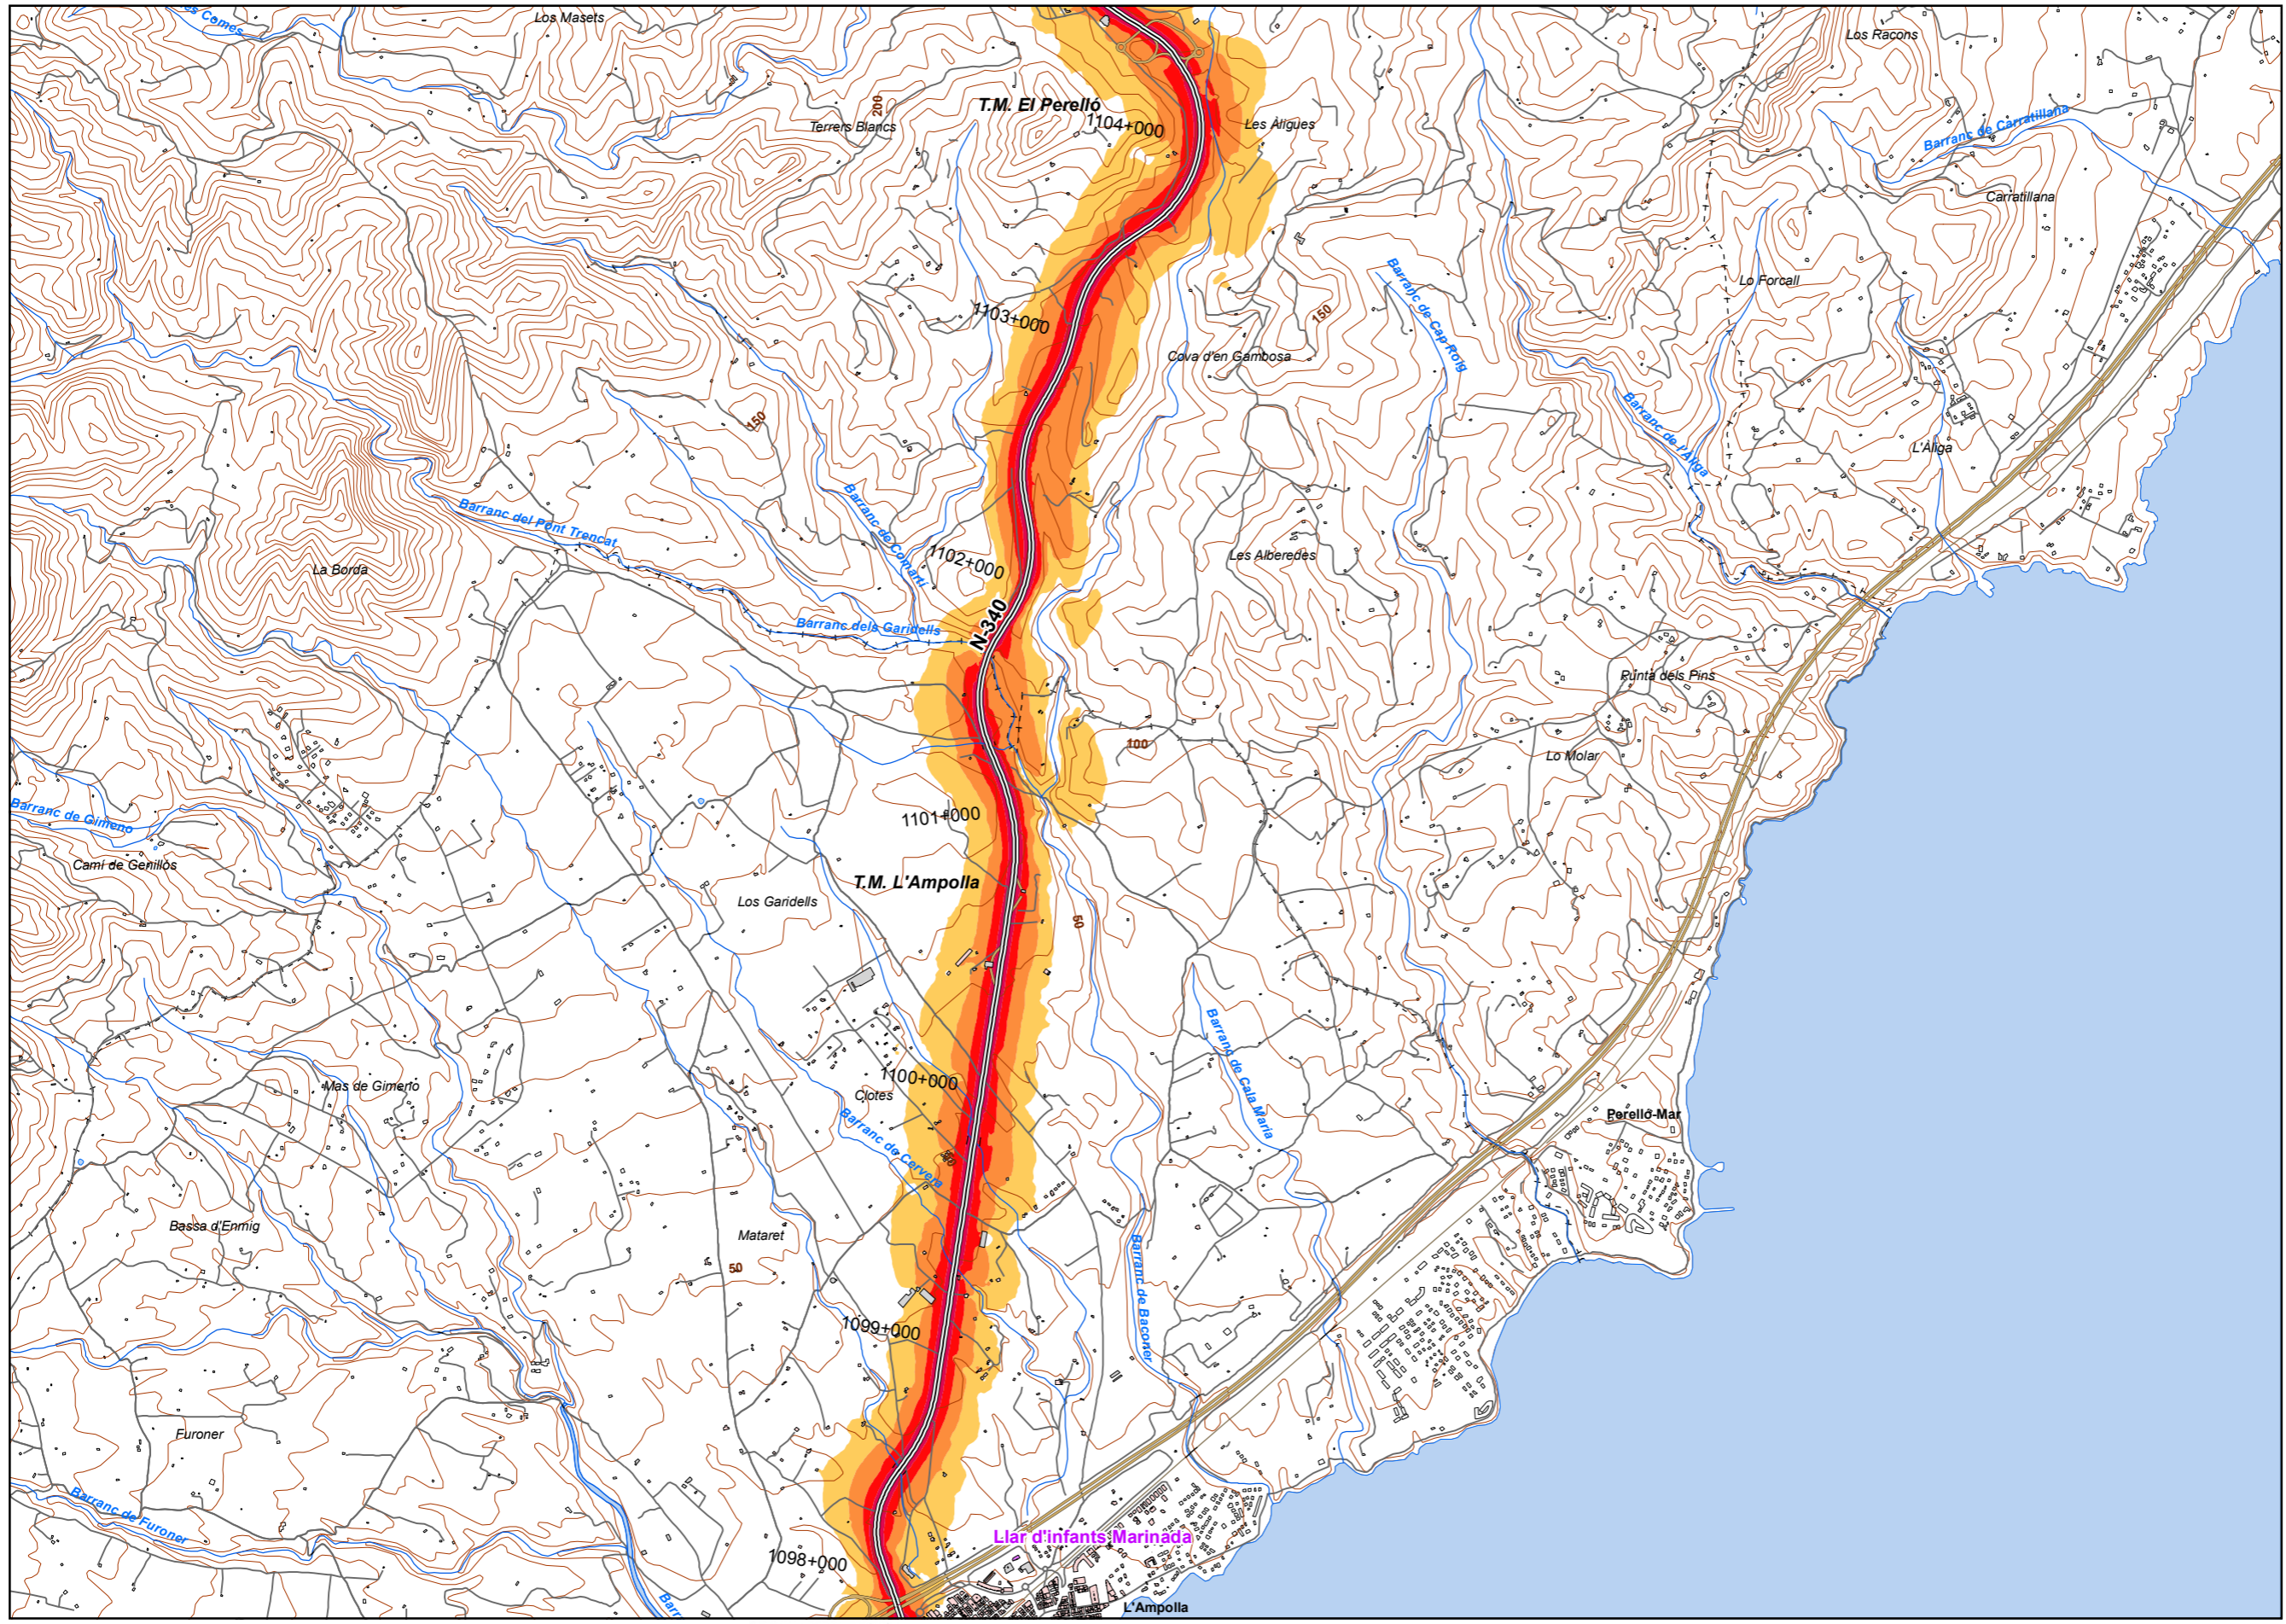 es Comes
Los Masets
Los Racons
T.M. El Perelló
200
Terrers Blancs
1104+000
Les Àligues
Barranc de Carratillana
Carratillana
Lo Forcall
1103+000
150
Barranc de Cap Roig
Cova d'en Gambosa
150
Barranc de l'Àliga
L'Àliga
Barranc del Pont Trencat
Barranc de Comartí
1102+000
Les Alberedes
La Borda
N-340
Barranc dels Garidells
Punta dels Pins
100
Lo Molar
Barranc de Gimeno
1101+000
Camí de Genillós
T.M. L'Ampolla
Los Garidells
50
Barranc de Cala Maria
1100+000
Mas de Gimeno
Clotes
Perelló-Mar
Barranc de Cervera
50
Bassa d'Enmig
Mataret
50
Barranc de Baconer
1099+000
Furoner
Barranc de Furoner
Llar d'infants Marinada
1098+000
Barr
L'Ampolla